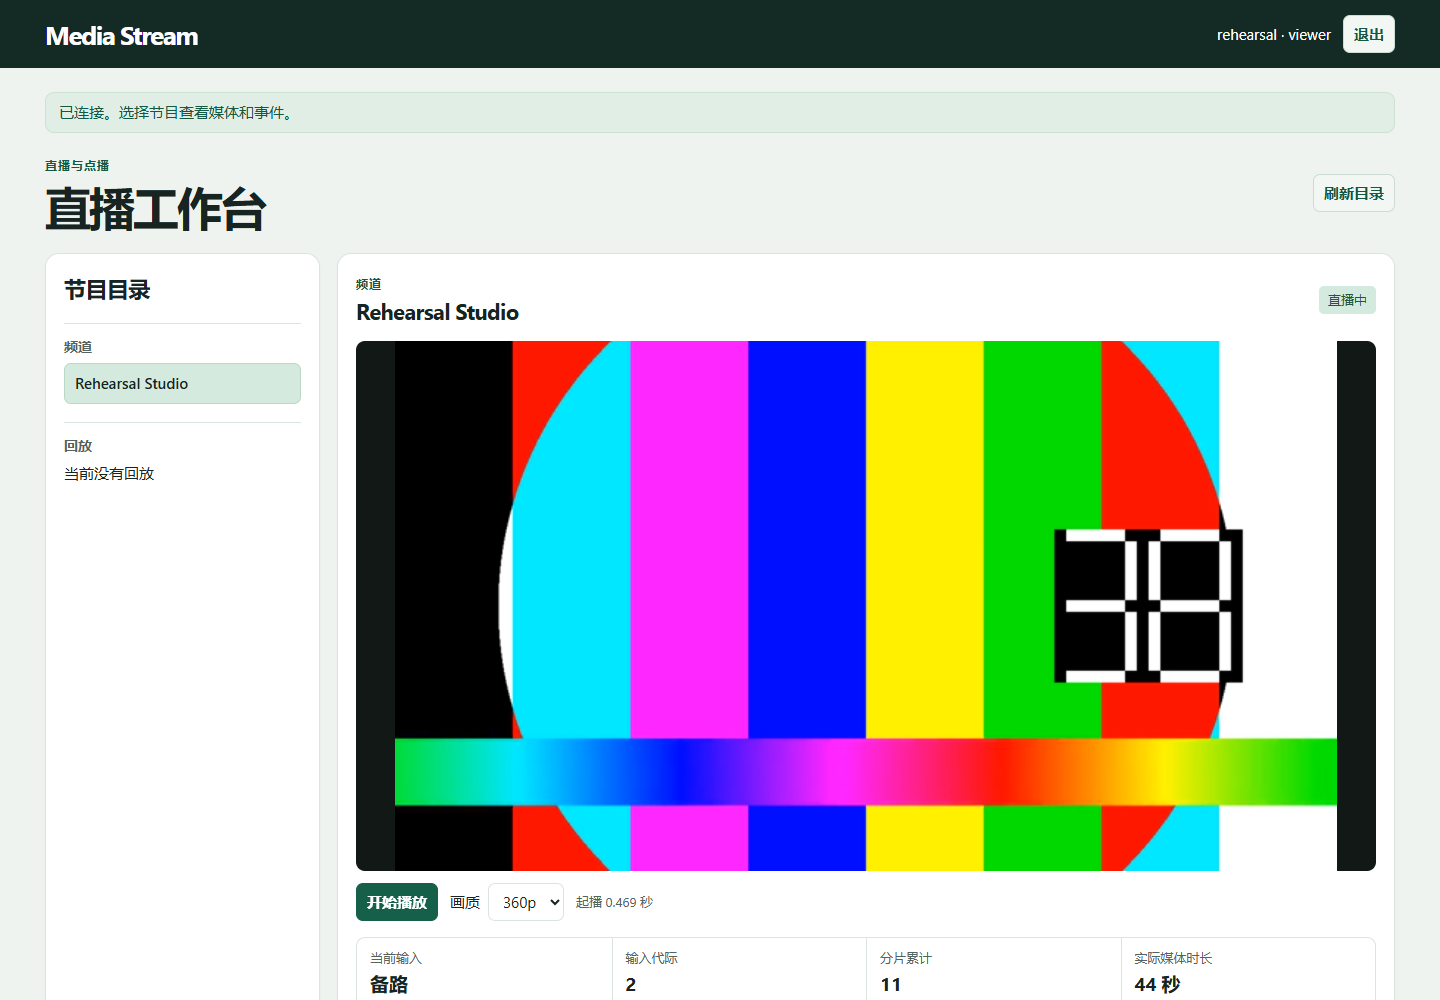 Media Stream
rehearsal · viewer
退出
已连接。选择节目查看媒体和事件。
直播与点播
直播工作台
刷新目录
节目目录
频道
Rehearsal Studio
回放
当前没有回放
频道
Rehearsal Studio
直播中
38
开始播放
画质
360p
起播 0.469 秒
当前输入
备路
输入代际
2
分片累计
11
实际媒体时长
44 秒